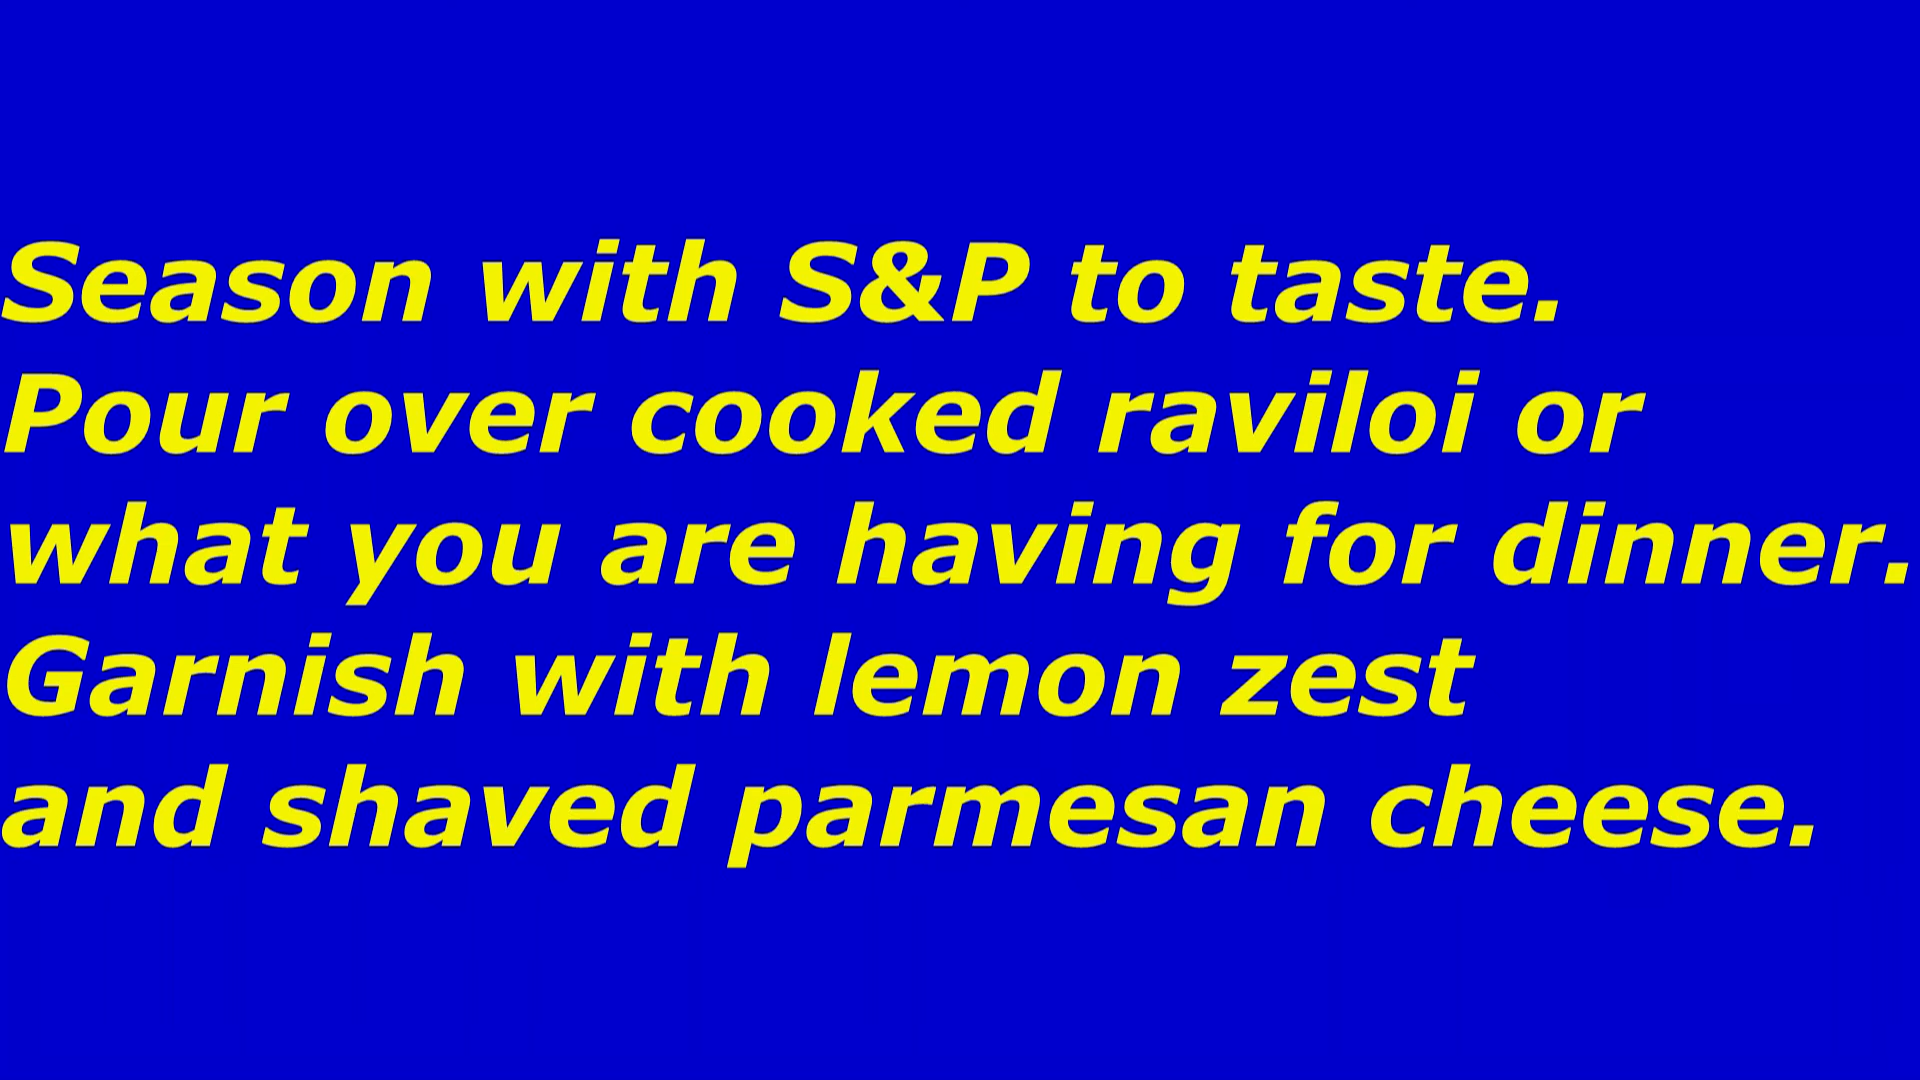 Season with S&P to taste.
Pour over cooked raviloi or
what you are having for dinner.
Garnish with lemon zest
and shaved parmesan cheese.